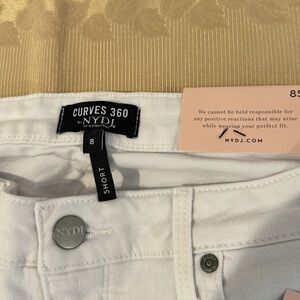 CURVES 360
BY NYDJ
8
SHORT
8S
We cannot be held responsible for
any positive reactions that may arise
while wearing your perfect fit.
NYDJ.COM
NYDJ